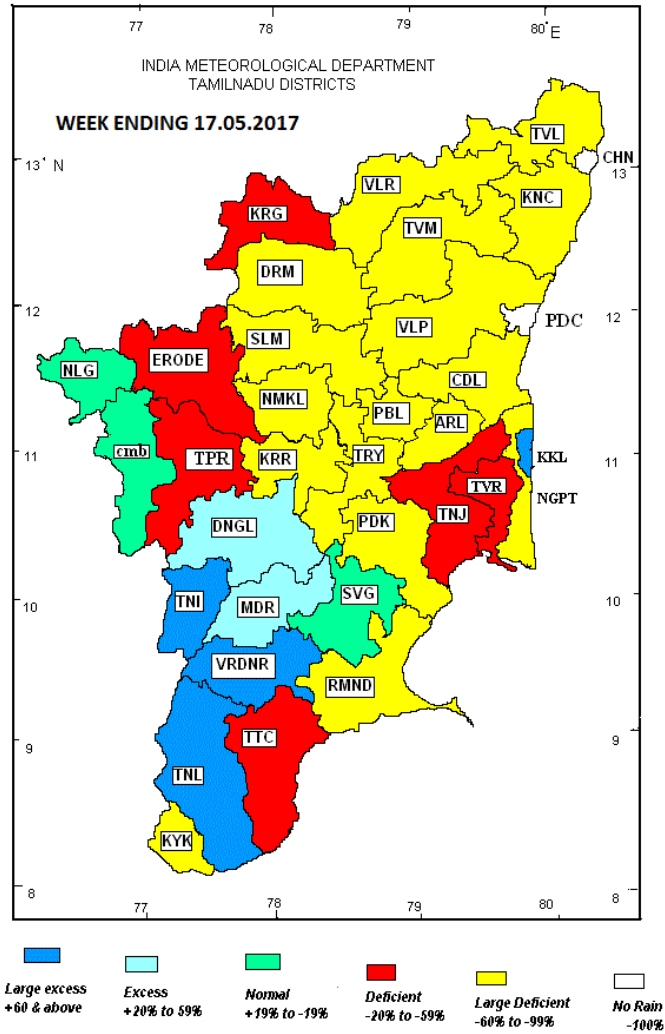 78
79
80° E
INDIA METEOROLOGICAL DEPARTMENT
TAMILNADU DISTRICTS
WEEK ENDING 17.05.2017
TVL
13° N
CHN
13
VLR
KNC
KRG
TVM
DRM
12
12
PDC
SLM
VLP
NLG
ERODE
CDL
NMKL
PBL
ARL
11
cmb
TPR
KRR
TRY
11
KKL
TVR
NGPT
DNGL
PDK
TNJ
10
TNI
MDR
SVG
10
VRDNR
RMND
9
TTC
9
TNL
KYK
8
8
77
78
79
80
Large excess
+60 & above
Excess
+20% to 59%
Normal
+19% to -19%
Deficient
-20% to -59%
Large Deficient
-60% to -99%
No Rain
-100%